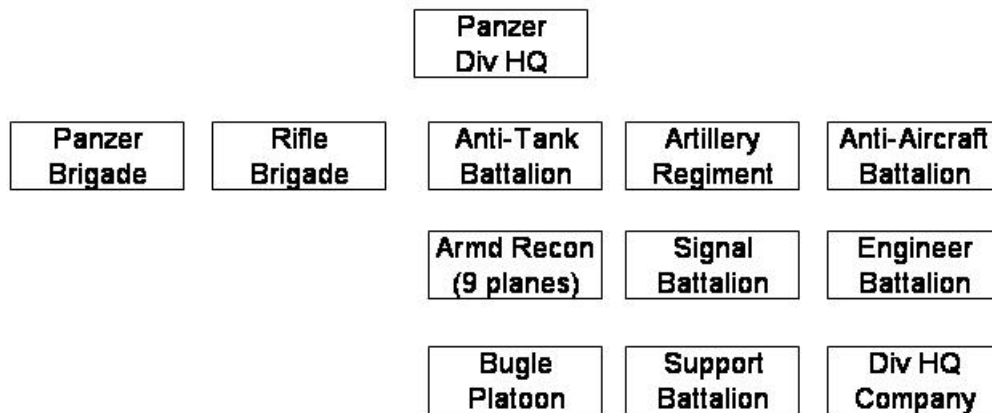 Panzer
Div HQ
Panzer
Brigade
Rifle
Brigade
Anti-Tank
Battalion
Artillery
Regiment
Anti-Aircraft
Battalion
Armd Recon
(9 planes)
Signal
Battalion
Engineer
Battalion
Bugle
Platoon
Support
Battalion
Div HQ
Company